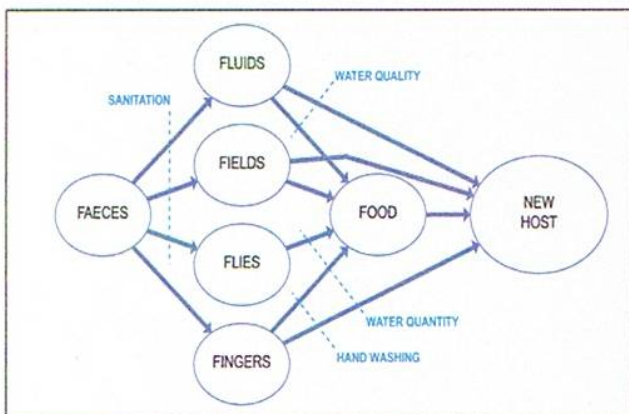 FLUIDS
WATER QUALITY
SANITATION
FIELDS
FAECES
FOOD
NEW
HOST
FLIES
WATER QUANTITY
HAND WASHING
FINGERS